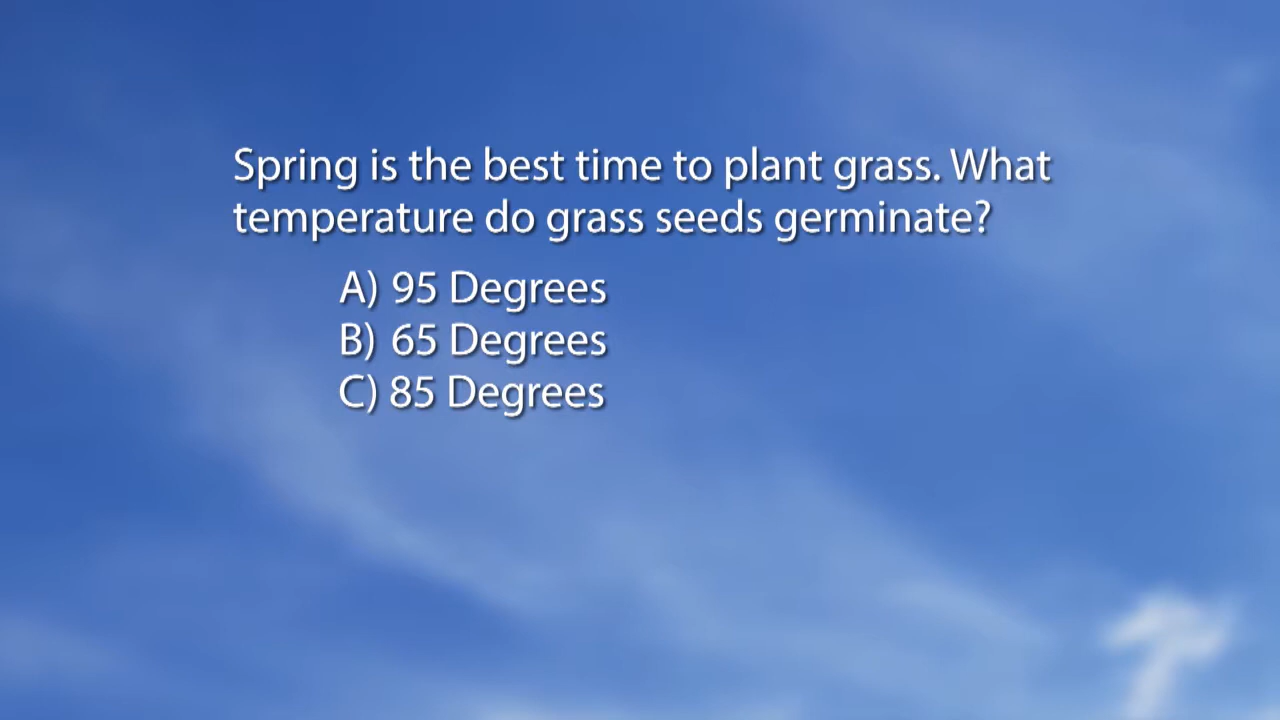 Spring is the best time to plant grass. What
temperature do grass seeds germinate?
A) 95 Degrees
B) 65 Degrees
C) 85 Degrees